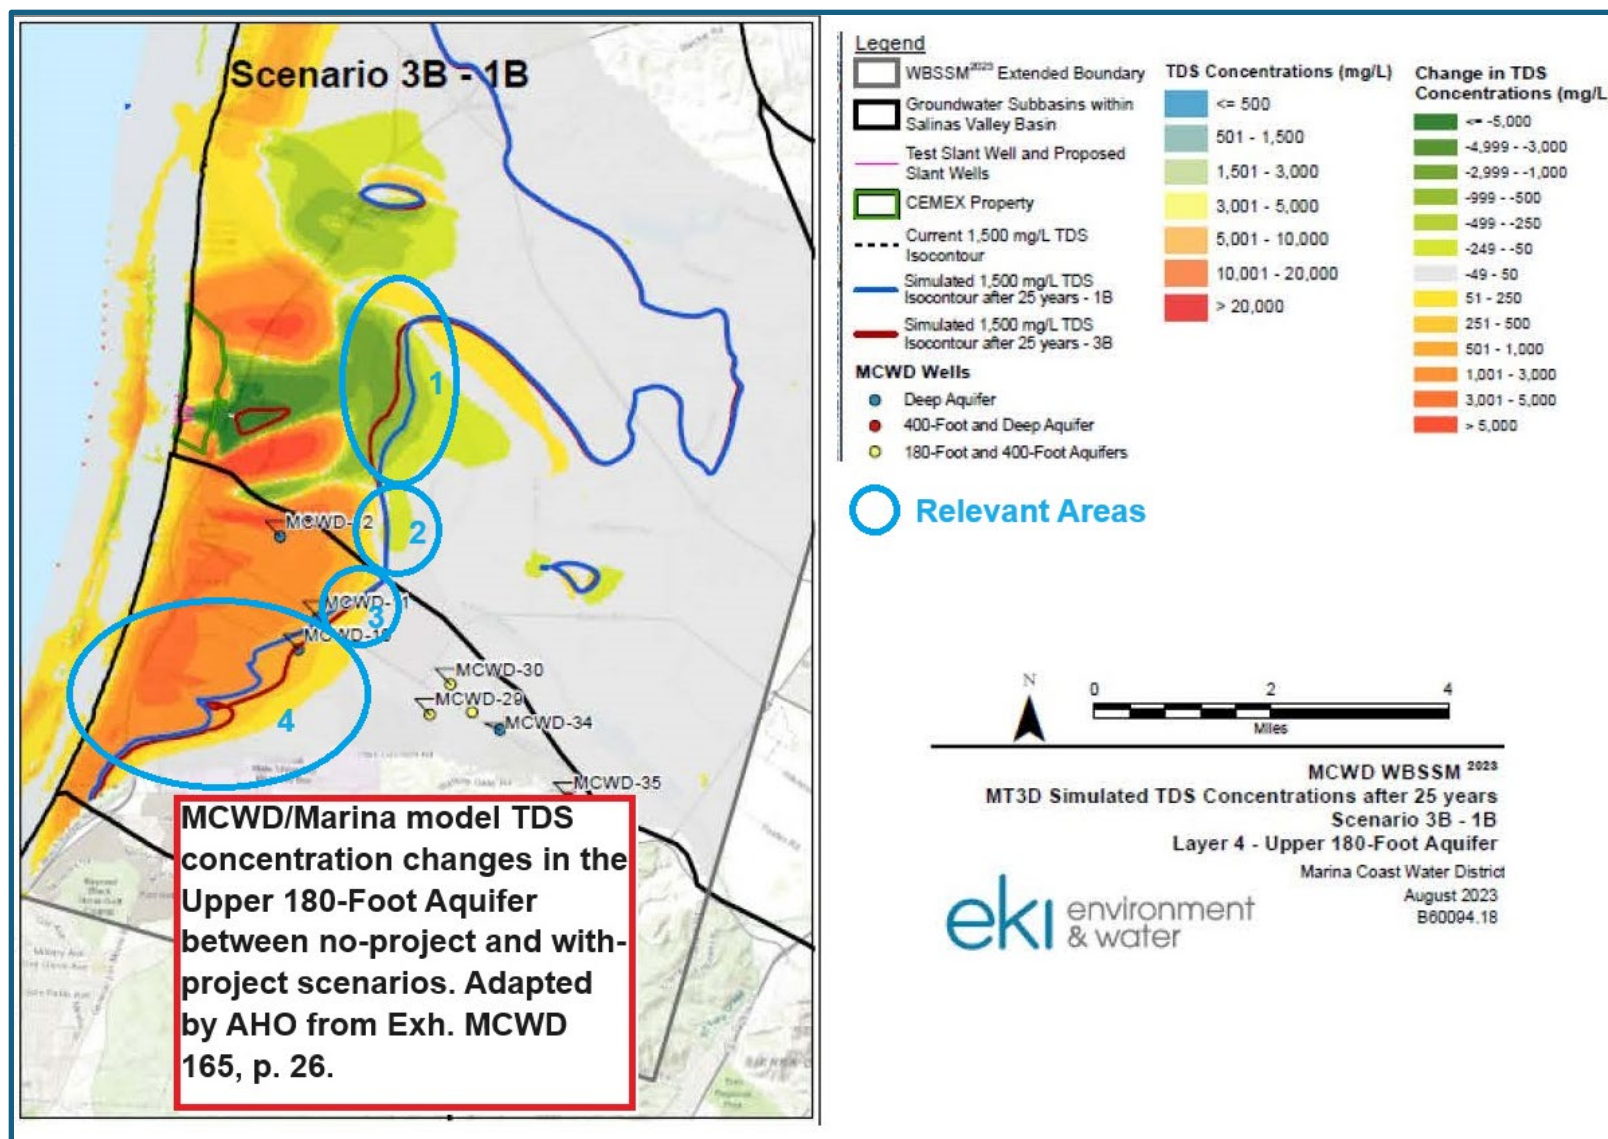 Scenario 3B - 1B
1
2
MCWD-30
MCWD-29
MCWD-34
4
3
MCWD-35
MCWD/Marina model TDS
concentration changes in the
Upper 180-Foot Aquifer
between no-project and with-
project scenarios. Adapted
by AHO from Exh. MCWD
165, p. 26.
Legend
WBSSM2023 Extended Boundary
Groundwater Subbasins within
Salinas Valley Basin
Test Slant Well and Proposed
Slant Wells
CEMEX Property
Current 1,500 mg/L TDS
Isocontour
Simulated 1,500 mg/L TDS
Isocontour after 25 years - 1B
Simulated 1,500 mg/L TDS
Isocontour after 25 years - 3B
MCWD Wells
Deep Aquifer
400-Foot and Deep Aquifer
180-Foot and 400-Foot Aquifers
TDS Concentrations (mg/L)
<= 500
501 - 1,500
1,501 - 3,000
3,001 - 5,000
5,001 - 10,000
10,001 - 20,000
> 20,000
Change in TDS
Concentrations (mg/L
<= -5,000
-4,999 - -3,000
-2,999 - -1,000
-999 - -500
-499 - -250
-249 - -50
-49 - 50
51 - 250
251 - 500
501 - 1,000
1,001 - 3,000
3,001 - 5,000
> 5,000
Relevant Areas
N
0 2 4
Miles
MCWD WBSSM 2023
MT3D Simulated TDS Concentrations after 25 years
Scenario 3B - 1B
Layer 4 - Upper 180-Foot Aquifer
Marina Coast Water District
August 2023
B60094.18
eki environment
& water